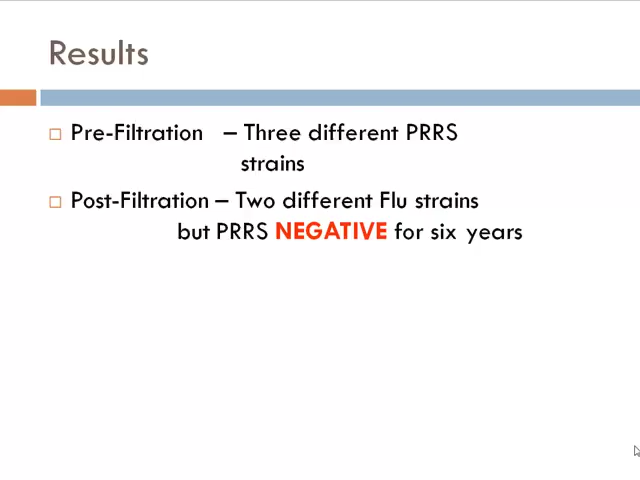 Results
Pre-Filtration – Three different PRRS
strains
Post-Filtration – Two different Flu strains
but PRRS NEGATIVE for six years